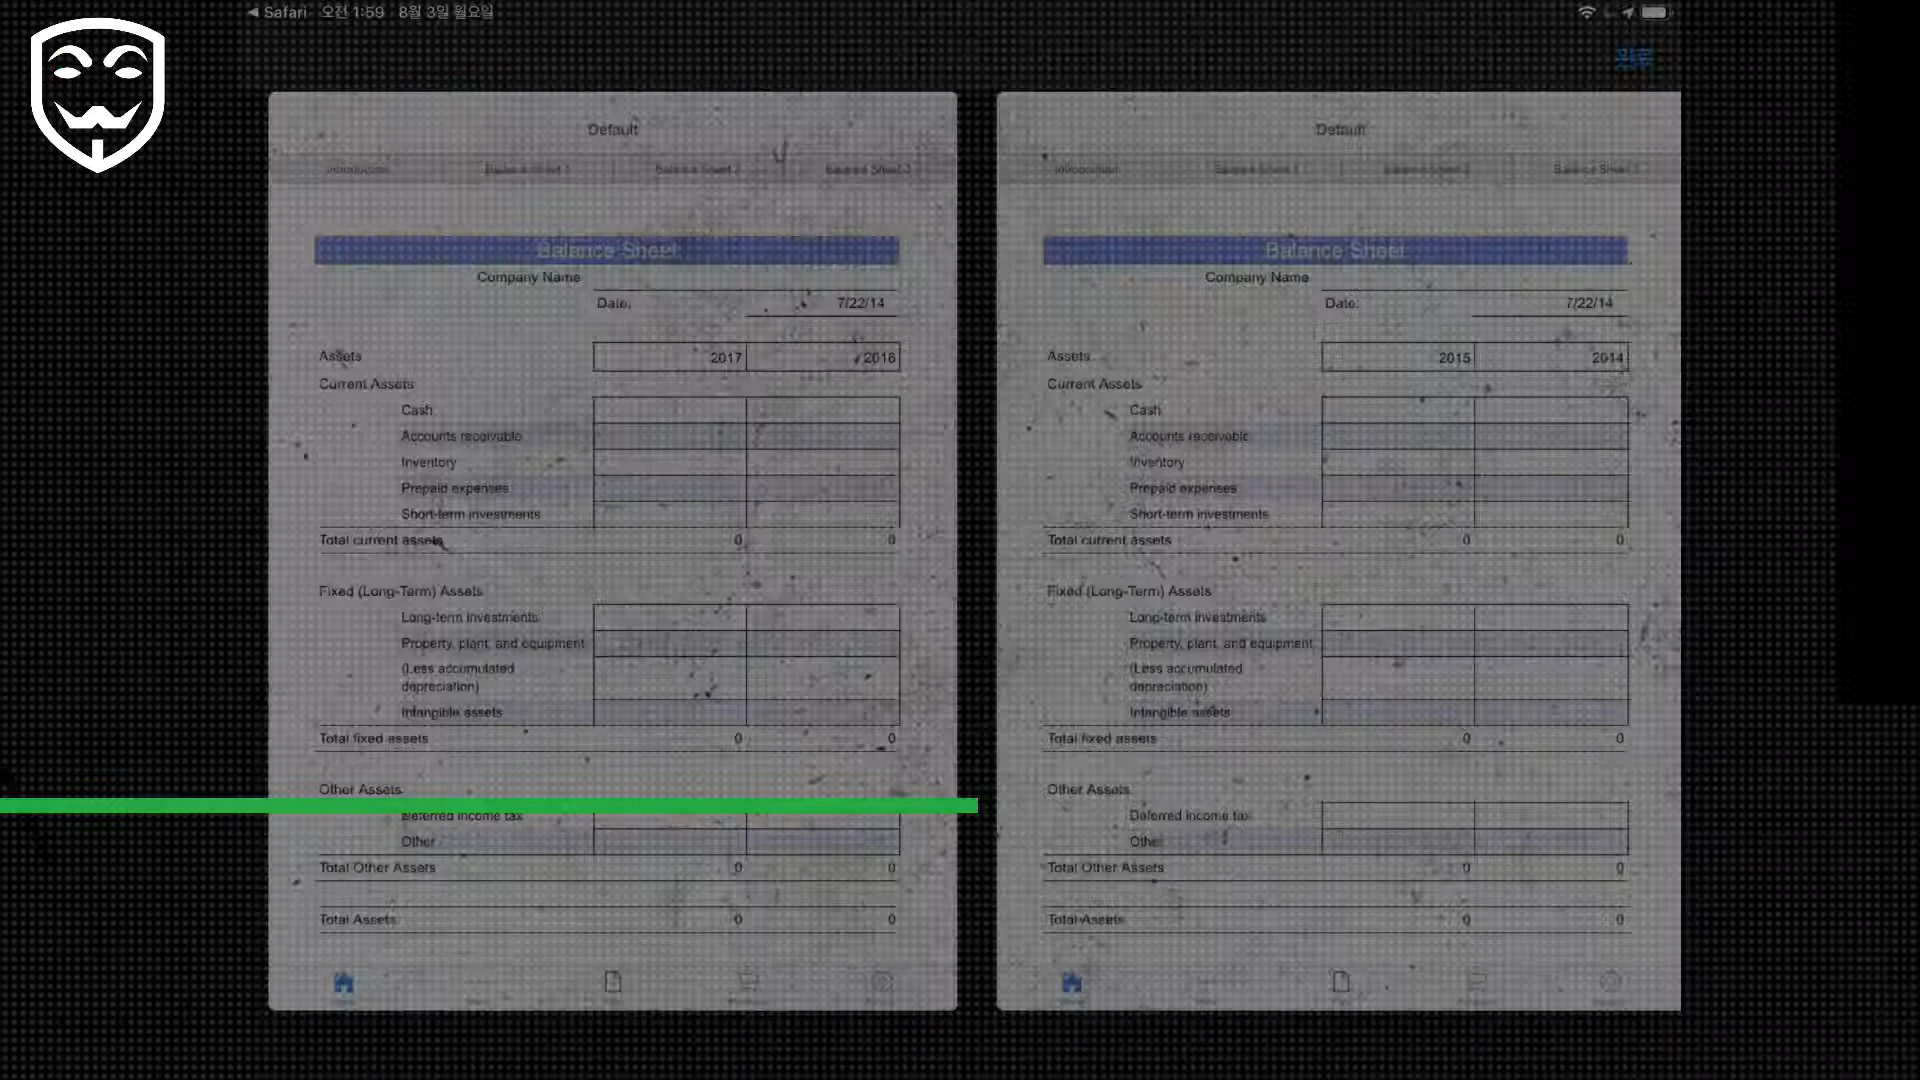 ◀ Safari 오전 1:59 8월 3일 월요일
완료
Default
Introduction Balance Sheet 1 Balance Sheet 2 Balance Sheet 3
Balance Sheet
Company Name
Date: 7/22/14
Assets 2017 2016
Current Assets
Cash
Accounts receivable
Inventory
Prepaid expenses
Short-term investments
Total current assets 0 0
Fixed (Long-Term) Assets
Long-term investments
Property, plant, and equipment
(Less accumulated
depreciation)
Intangible assets
Total fixed assets 0 0
Other Assets
Deferred income tax
Other
Total Other Assets 0 0
Total Assets 0 0
Default
Introduction Balance Sheet 1 Balance Sheet 2 Balance Sheet 3
Balance Sheet
Company Name
Date: 7/22/14
Assets 2015 2014
Current Assets
Cash
Accounts receivable
Inventory
Prepaid expenses
Short-term investments
Total current assets 0 0
Fixed (Long-Term) Assets
Long-term investments
Property, plant, and equipment
(Less accumulated
depreciation)
Intangible assets
Total fixed assets 0 0
Other Assets
Deferred income tax
Other
Total Other Assets 0 0
Total Assets 0 0